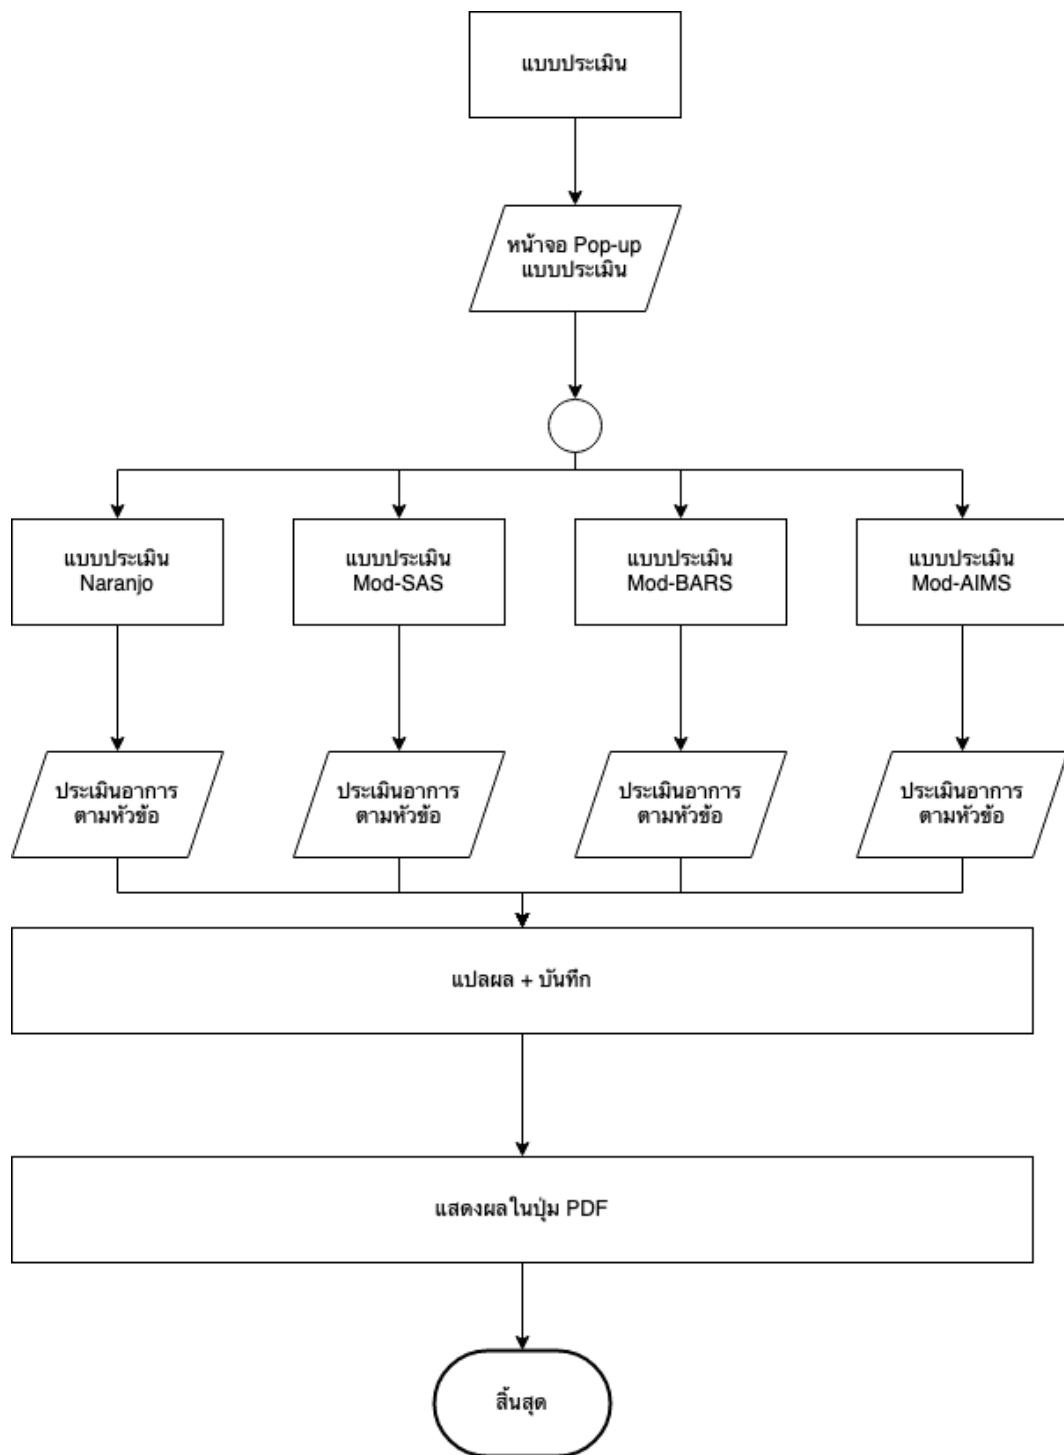 แบบประเมิน
หน้าจอ Pop-up
แบบประเมิน
แบบประเมิน
Naranjo
แบบประเมิน
Mod-SAS
แบบประเมิน
Mod-BARS
แบบประเมิน
Mod-AIMS
ประเมินอาการ
ตามหัวข้อ
ประเมินอาการ
ตามหัวข้อ
ประเมินอาการ
ตามหัวข้อ
ประเมินอาการ
ตามหัวข้อ
แปลผล + บันทึก
แสดงผลในปุ่ม PDF
สิ้นสุด